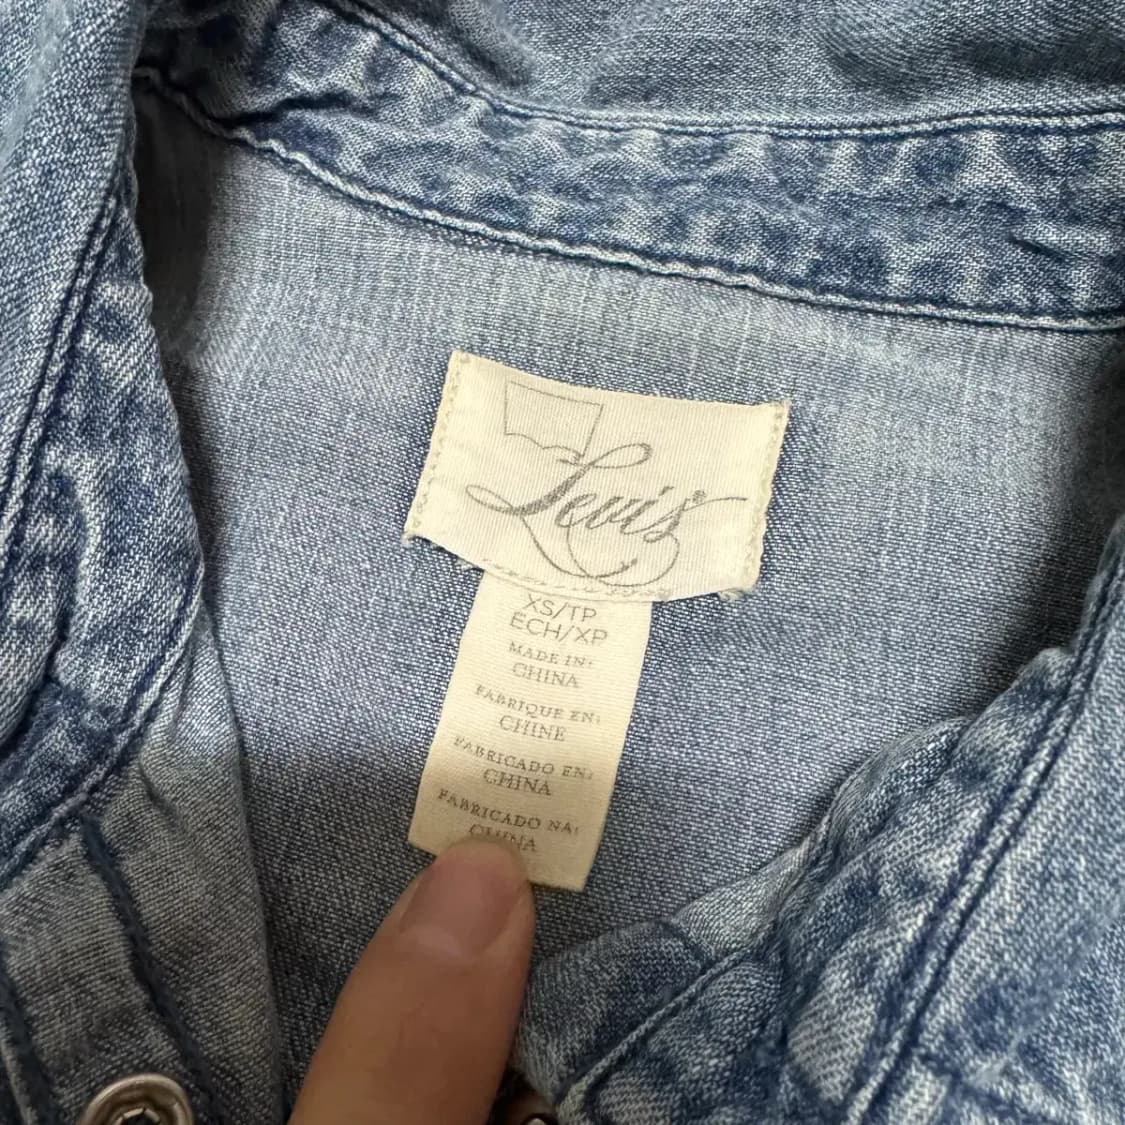 Levi's
XS/TP
ECH/XP
MADE IN:
CHINA
FABRIQUE EN:
CHINE
FABRICADO EN:
CHINA
FABRICADO NA:
CHINA